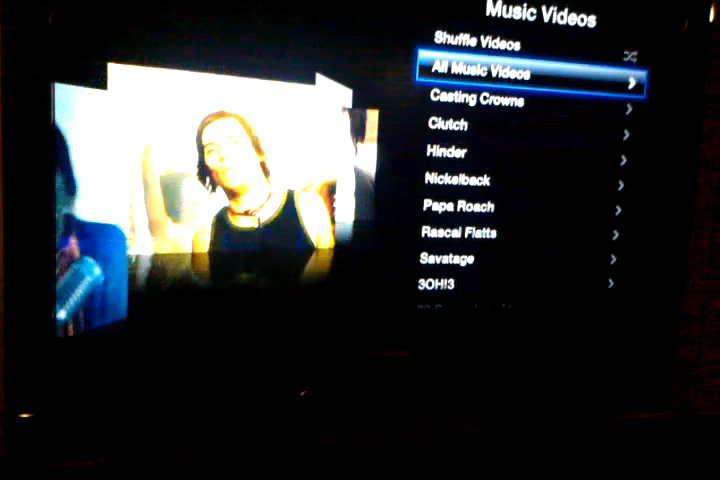 Music Videos
Shuffle Videos
All Music Videos
Casting Crowns
Clutch
Hinder
Nickelback
Papa Roach
Rascal Flatts
Savatage
3OH!3